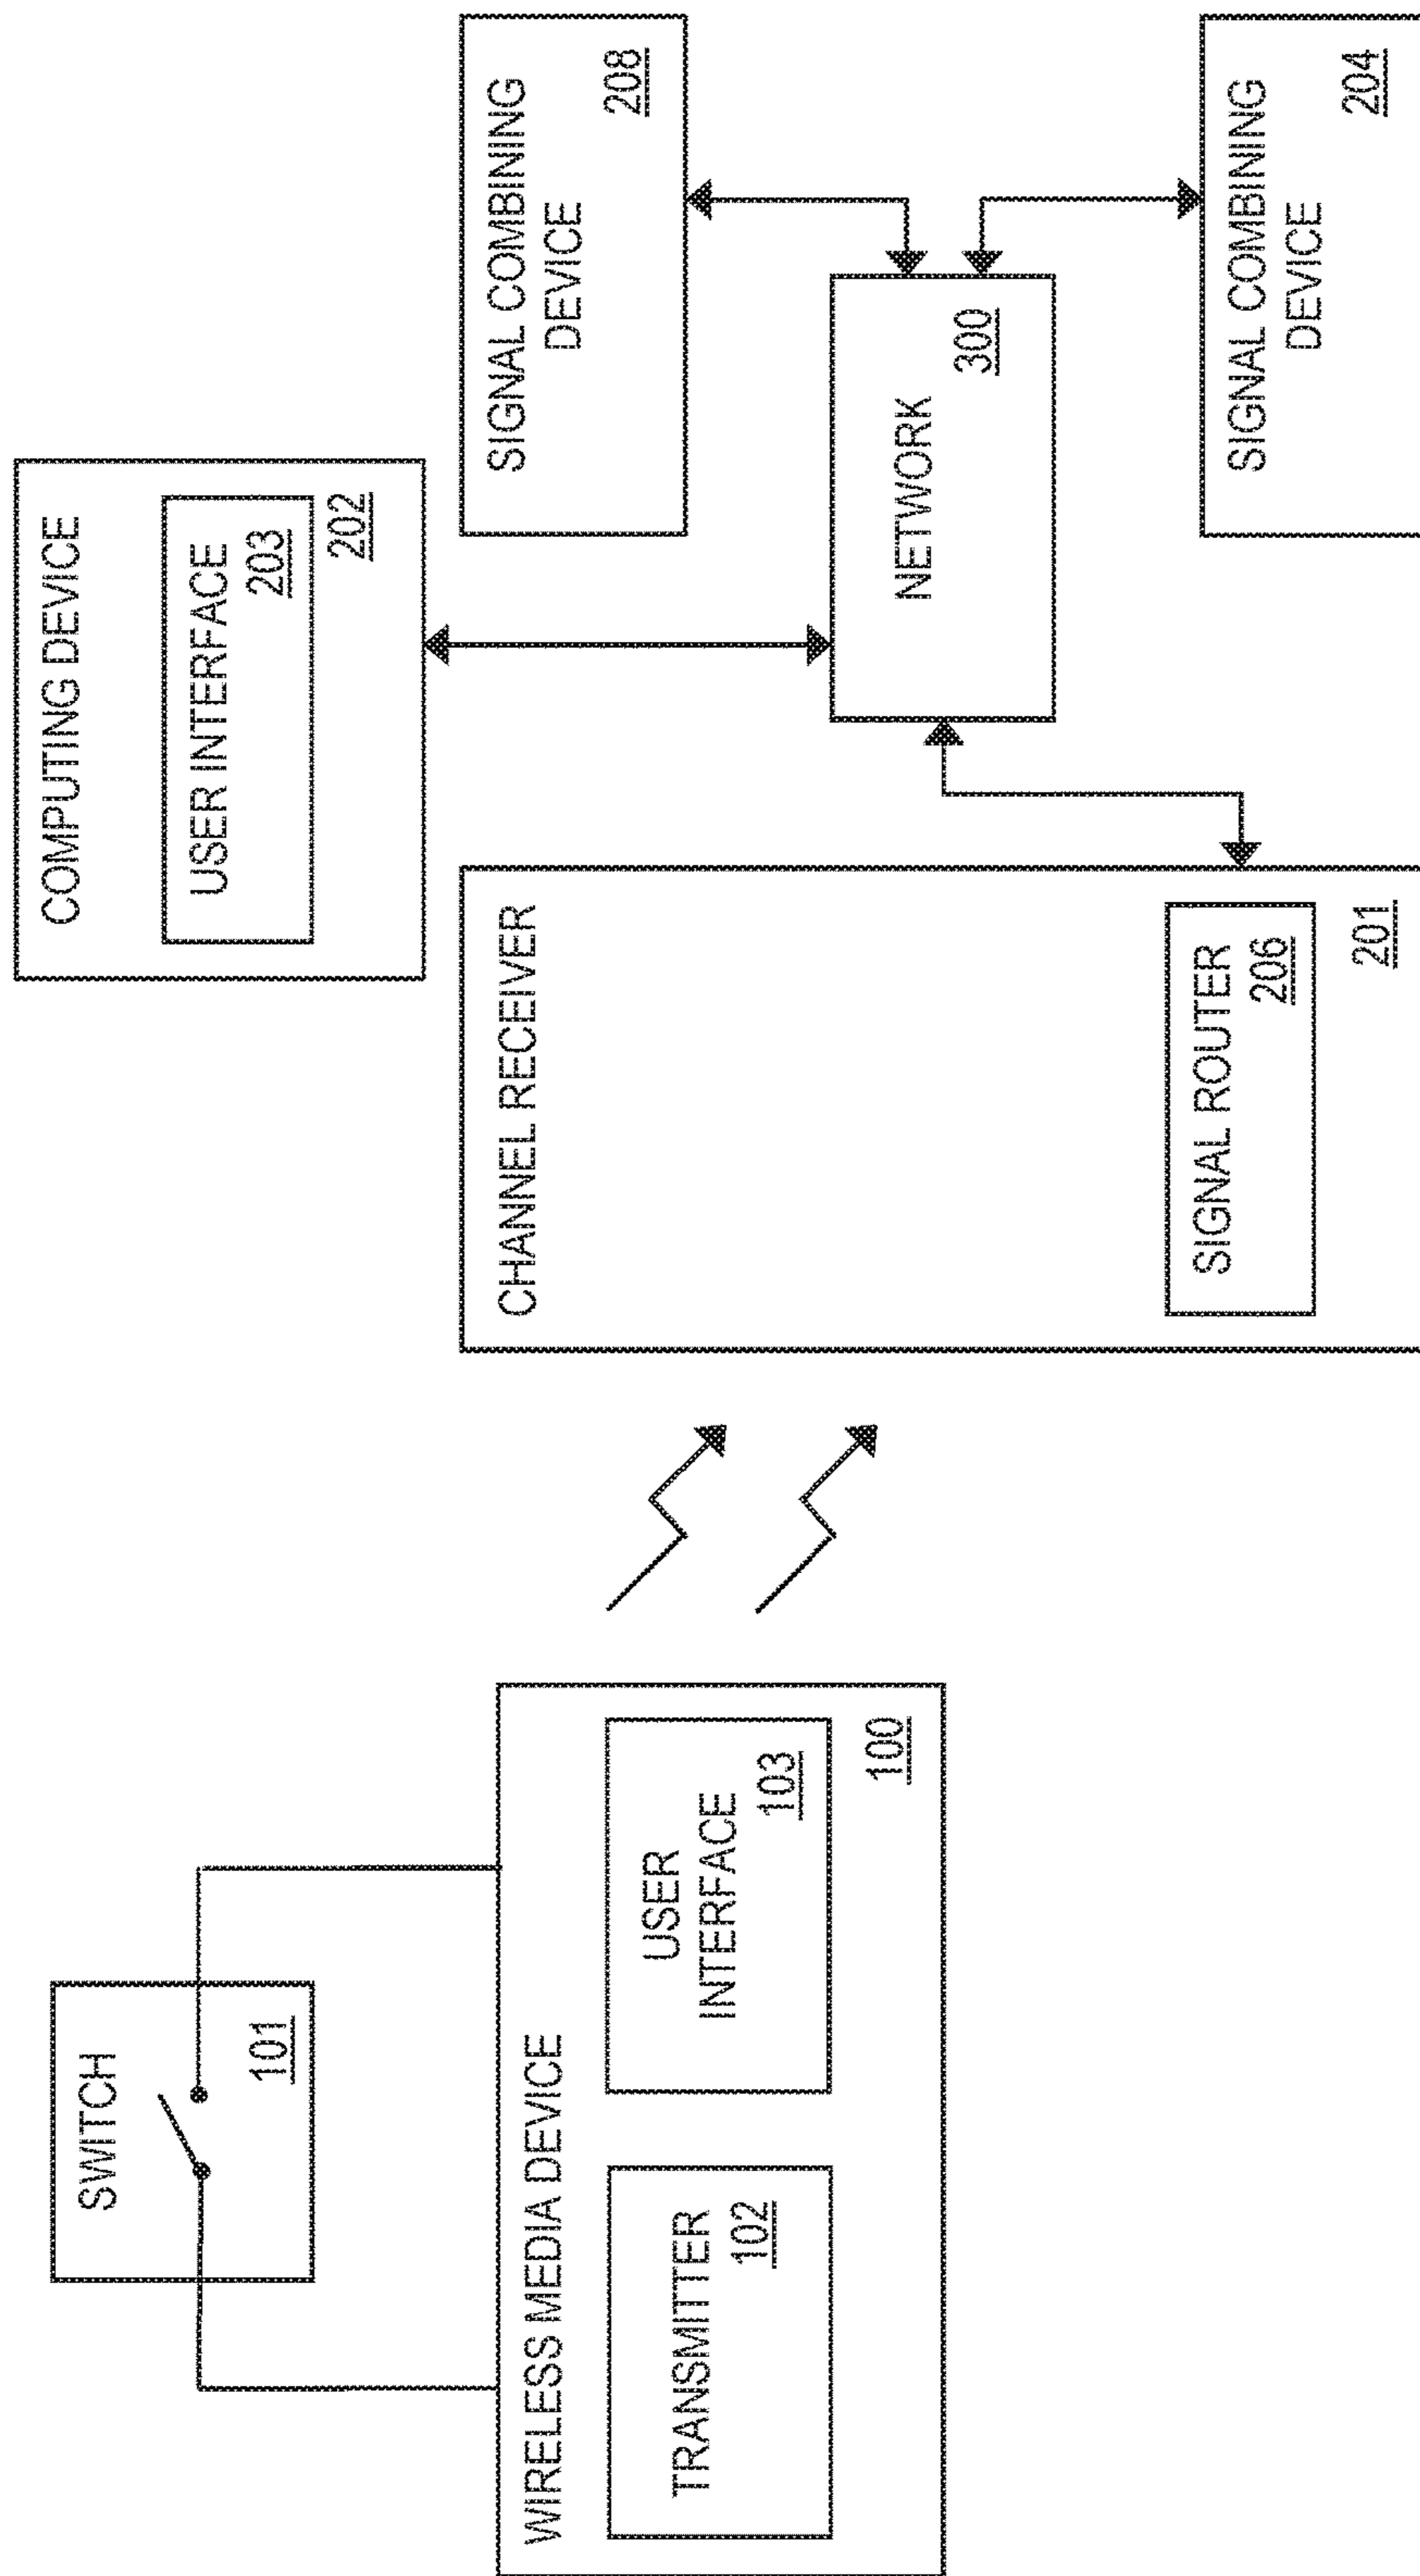 SWITCH
101
WIRELESS MEDIA DEVICE
TRANSMITTER
102
USER
INTERFACE
103
100
COMPUTING DEVICE
USER INTERFACE
203
202
CHANNEL RECEIVER
SIGNAL ROUTER
206
201
NETWORK
300
SIGNAL COMBINING
DEVICE
208
SIGNAL COMBINING
DEVICE
204